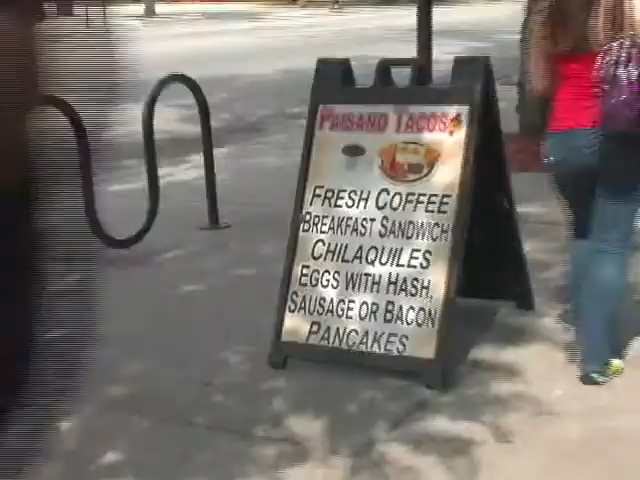 PAISANO TACOS
FRESH COFFEE
BREAKFAST SANDWICH
CHILAQUILES
EGGS WITH HASH,
SAUSAGE OR BACON
PANCAKES